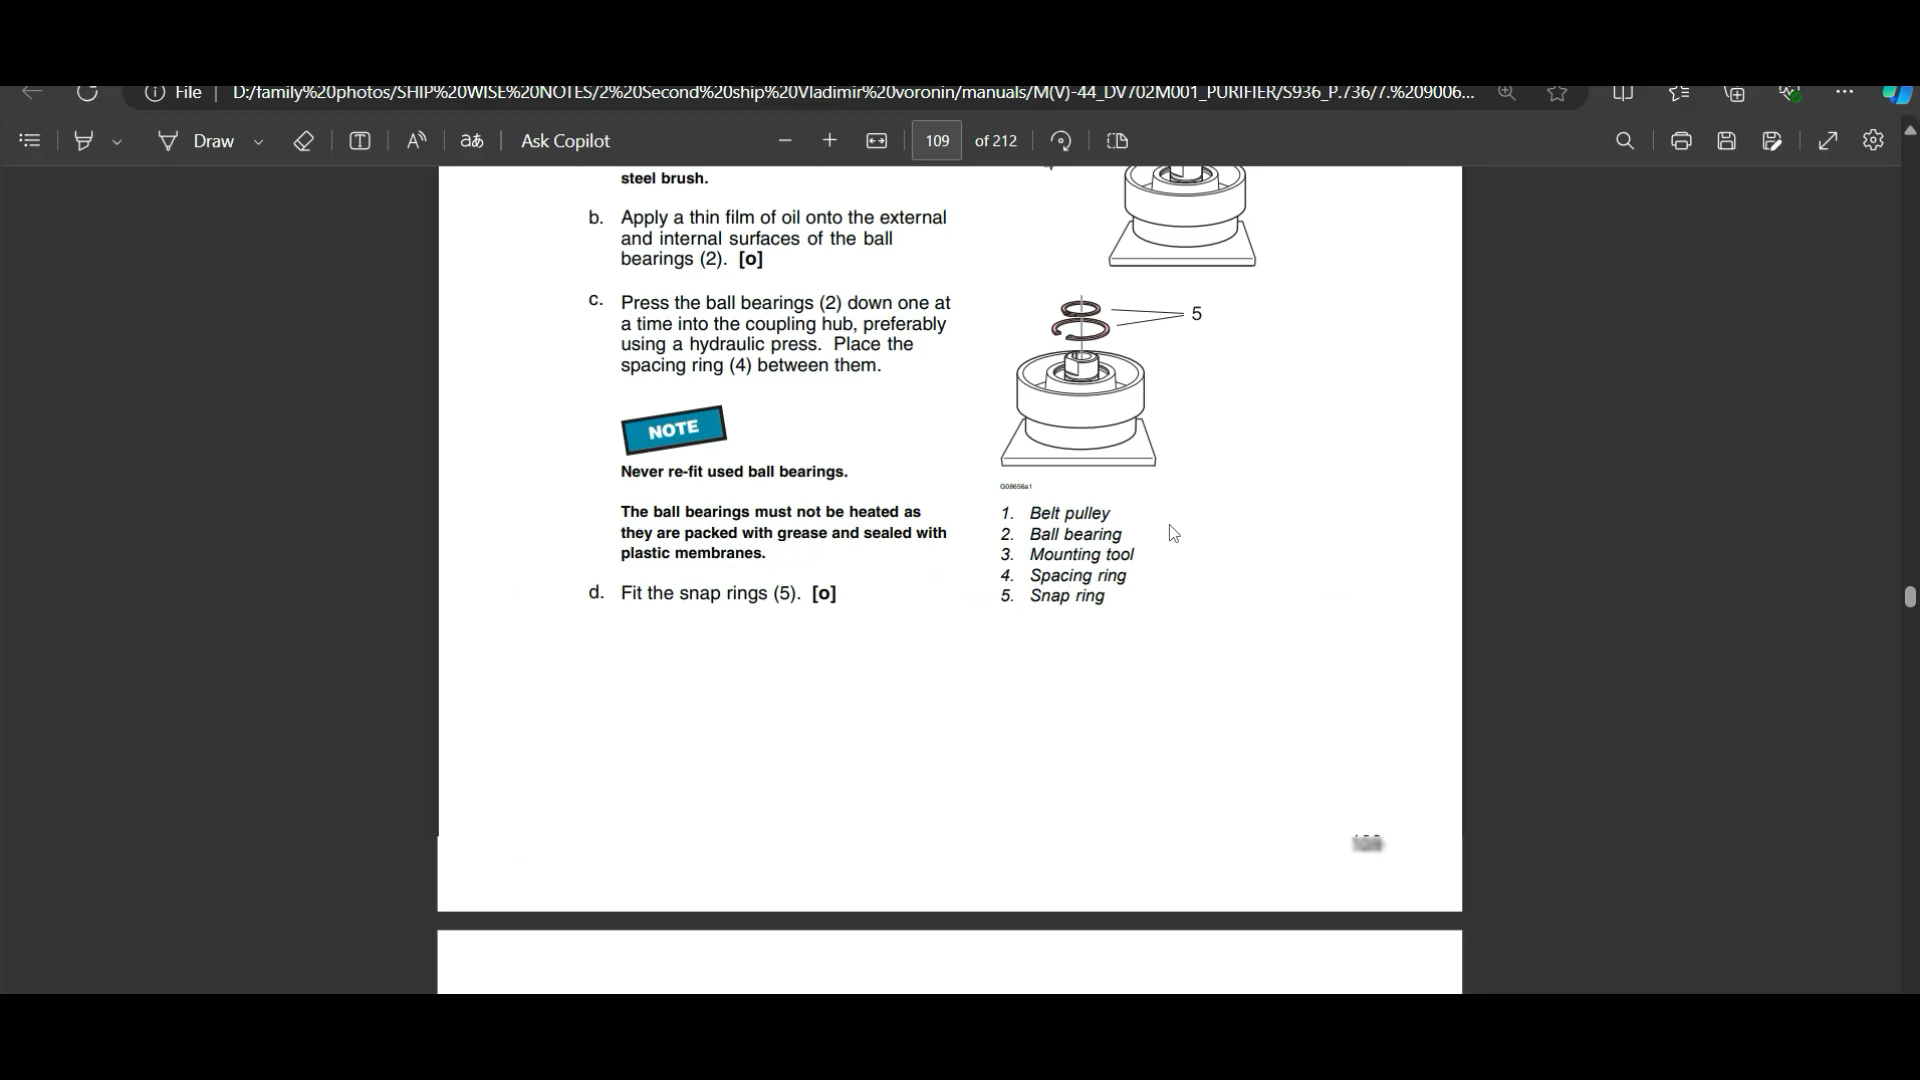 File
D:/family%20photos/SHIP%20WISE%20NOTES/2%20Second%20ship%20Vladimir%20voronin/manuals/M(V)-44_DV702M001_PURIFIER/S936_P.736/7.%209006...
Draw
Ask Copilot
109 of 212
steel brush.
b. Apply a thin film of oil onto the external
and internal surfaces of the ball
bearings (2). [o]
c. Press the ball bearings (2) down one at
a time into the coupling hub, preferably
using a hydraulic press. Place the
spacing ring (4) between them.
NOTE
Never re-fit used ball bearings.
The ball bearings must not be heated as
they are packed with grease and sealed with
plastic membranes.
d. Fit the snap rings (5). [o]
5
G08656a1
1. Belt pulley
2. Ball bearing
3. Mounting tool
4. Spacing ring
5. Snap ring